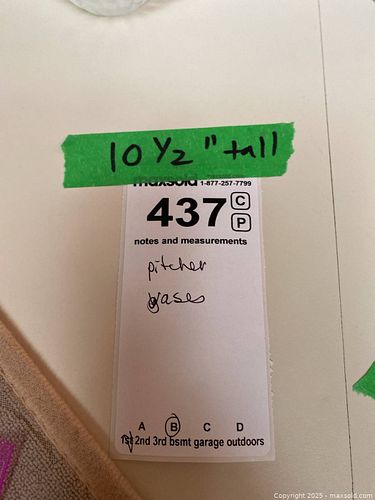 10 1/2 " tall
maxsold 1-877-257-7799
437 C
P
notes and measurements
pitcher
vases
A B C D
1st 2nd 3rd bsmt garage outdoors
Copyright 2025 - maxsold.com